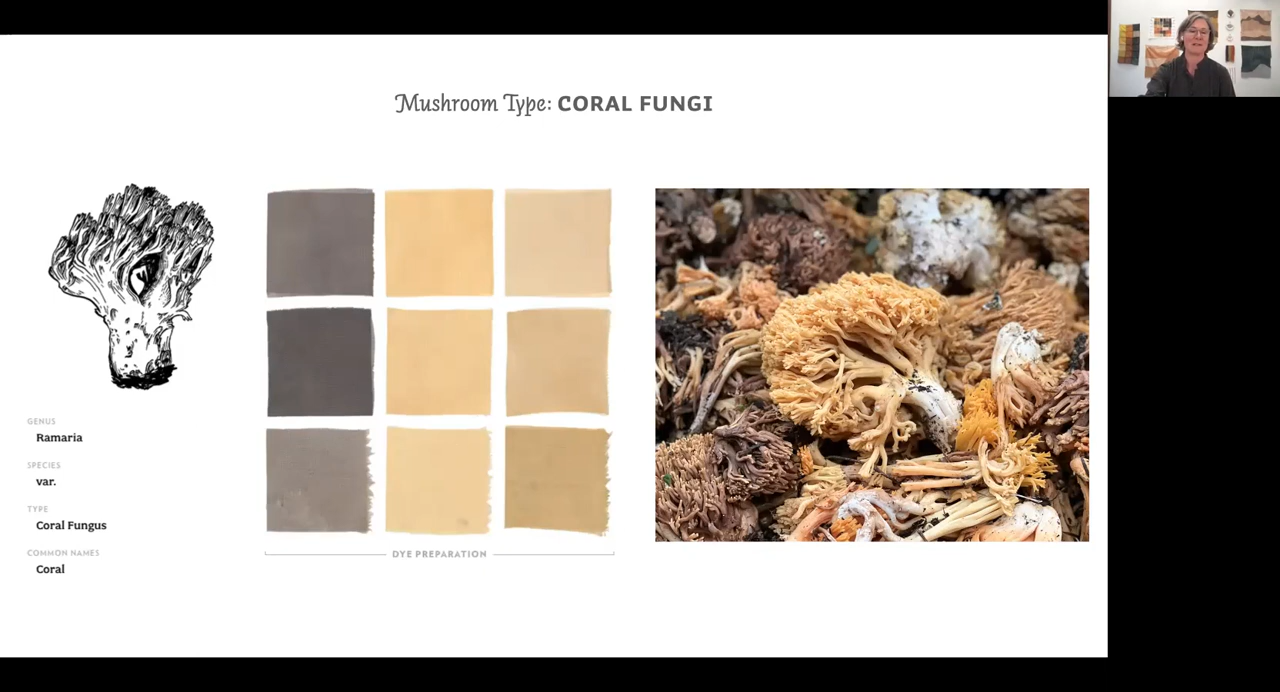 Mushroom Type: CORAL FUNGI
GENUS
Ramaria
SPECIES
var.
TYPE
Coral Fungus
COMMON NAMES
Coral
DYE PREPARATION